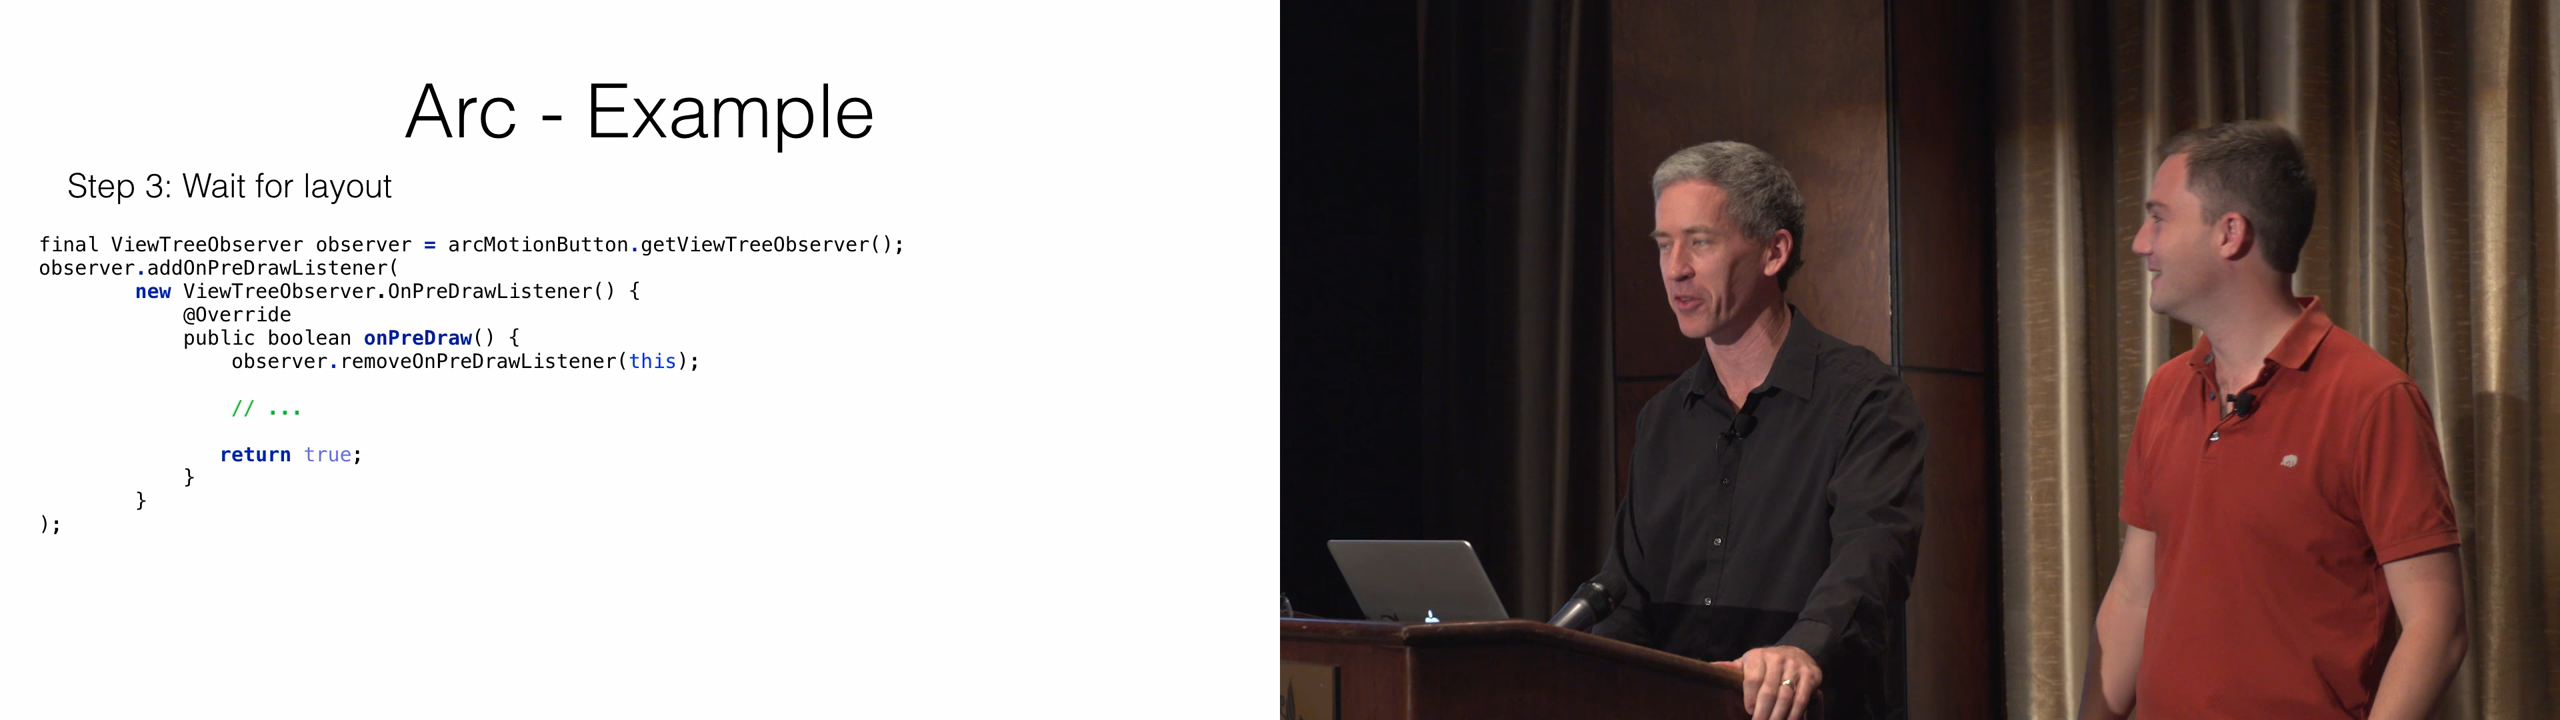 Arc - Example
Step 3: Wait for layout
final ViewTreeObserver observer = arcMotionButton.getViewTreeObserver();
observer.addOnPreDrawListener(
        new ViewTreeObserver.OnPreDrawListener() {
            @Override
            public boolean onPreDraw() {
                observer.removeOnPreDrawListener(this);
                // ...
               return true;
            }
        }
);